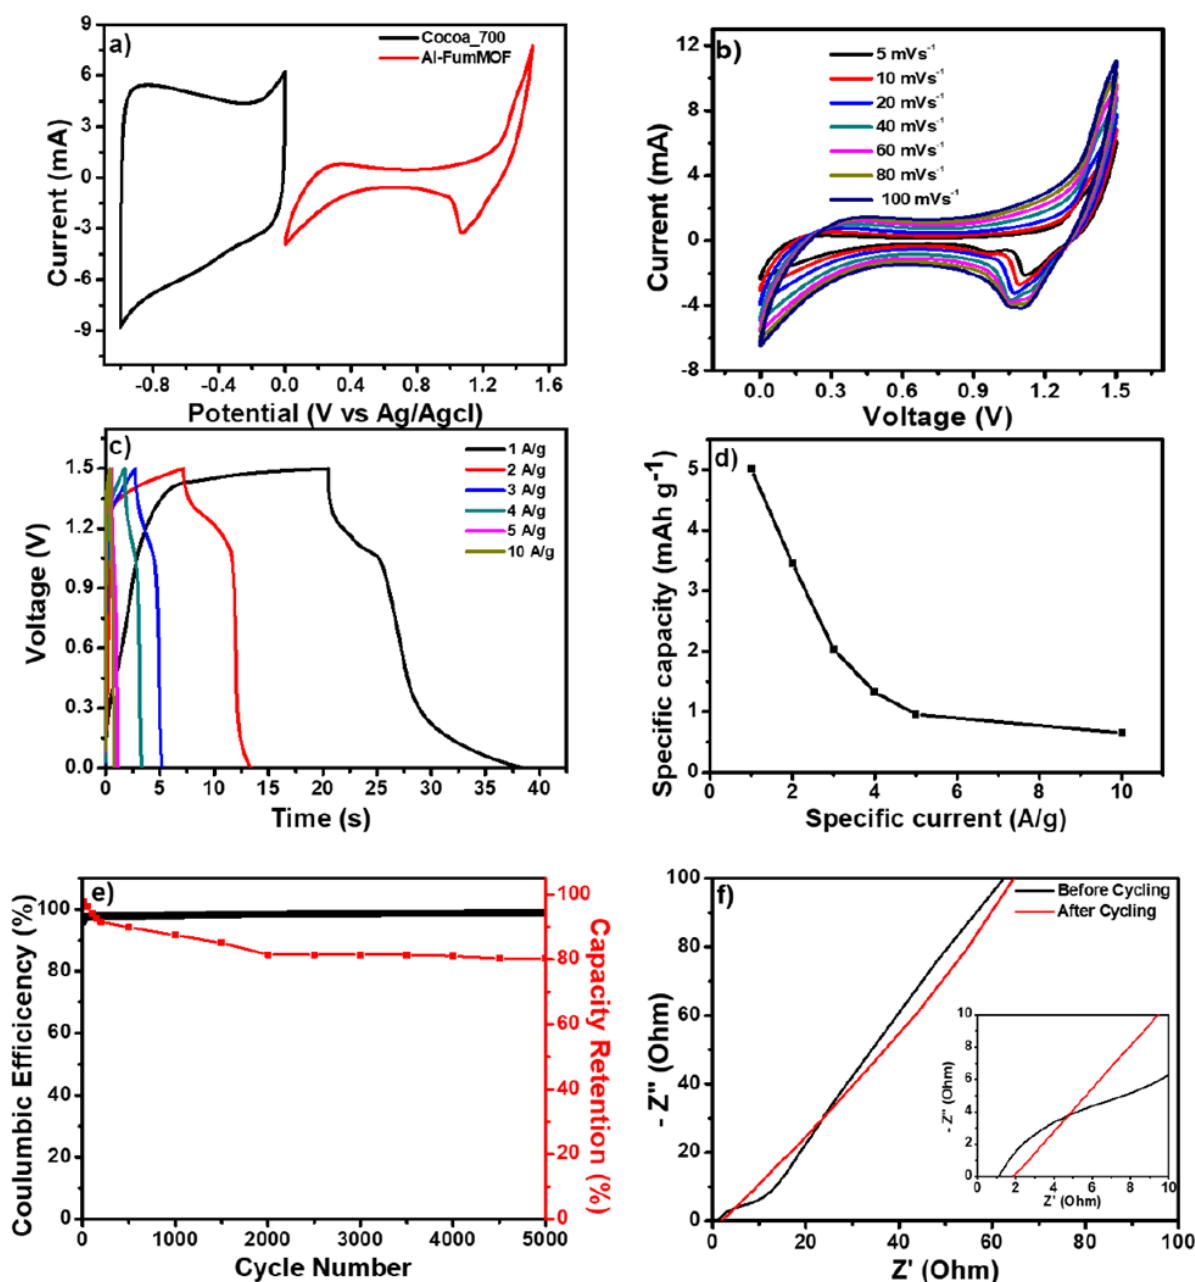 a)
Cocoa_700
Al-FumMOF
9
6
3
0
-3
-6
-9
Current (mA)
-0.8 -0.4 0.0 0.4 0.8 1.2 1.6
Potential (V vs Ag/Agcl)
b)
5 mVs-1
10 mVs-1
20 mVs-1
40 mVs-1
60 mVs-1
80 mVs-1
100 mVs-1
12
8
4
0
-4
-8
Current (mA)
0.0 0.3 0.6 0.9 1.2 1.5
Voltage (V)
c)
1 A/g
2 A/g
3 A/g
4 A/g
5 A/g
10 A/g
1.5
1.2
0.9
0.6
0.3
0.0
Voltage (V)
0 5 10 15 20 25 30 35 40
Time (s)
d)
5
4
3
2
1
0
Specific capacity (mAh g-1)
0 2 4 6 8 10
Specific current (A/g)
e)
100
80
60
40
20
0
Coulumbic Efficicency (%)
100
80
60
40
20
0
Capacity Retention (%)
0 1000 2000 3000 4000 5000
Cycle Number
f)
Before Cycling
After Cycling
100
80
60
40
20
0
- Z" (Ohm)
0 20 40 60 80 100
Z' (Ohm)
10
8
6
4
2
0
- Z" (Ohm)
0 2 4 6 8 10
Z' (Ohm)